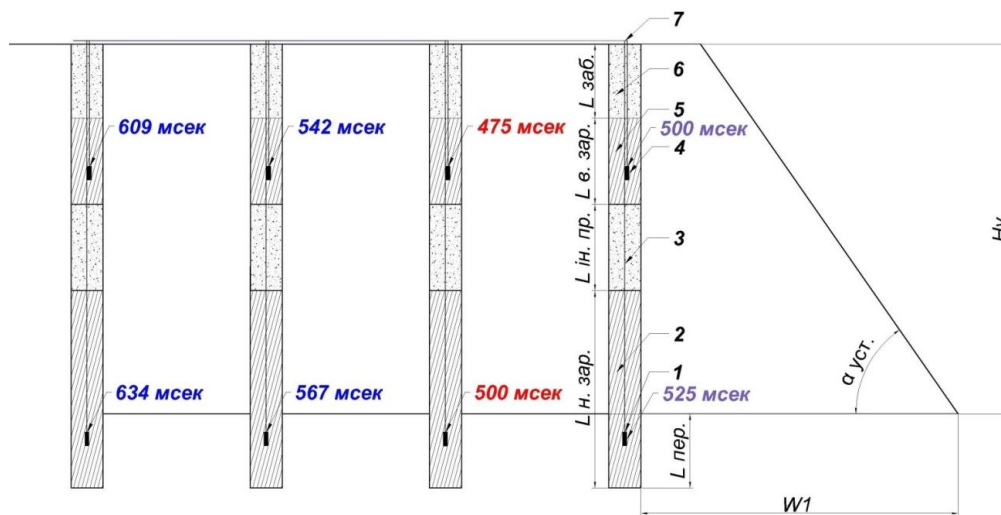 7
6
5
609 мсек
542 мсек
475 мсек
500 мсек
4
3
2
1
634 мсек
567 мсек
500 мсек
525 мсек
L заб.
L в. зар.
L ін. пр.
L н. зар.
L пер.
α уст.
W1